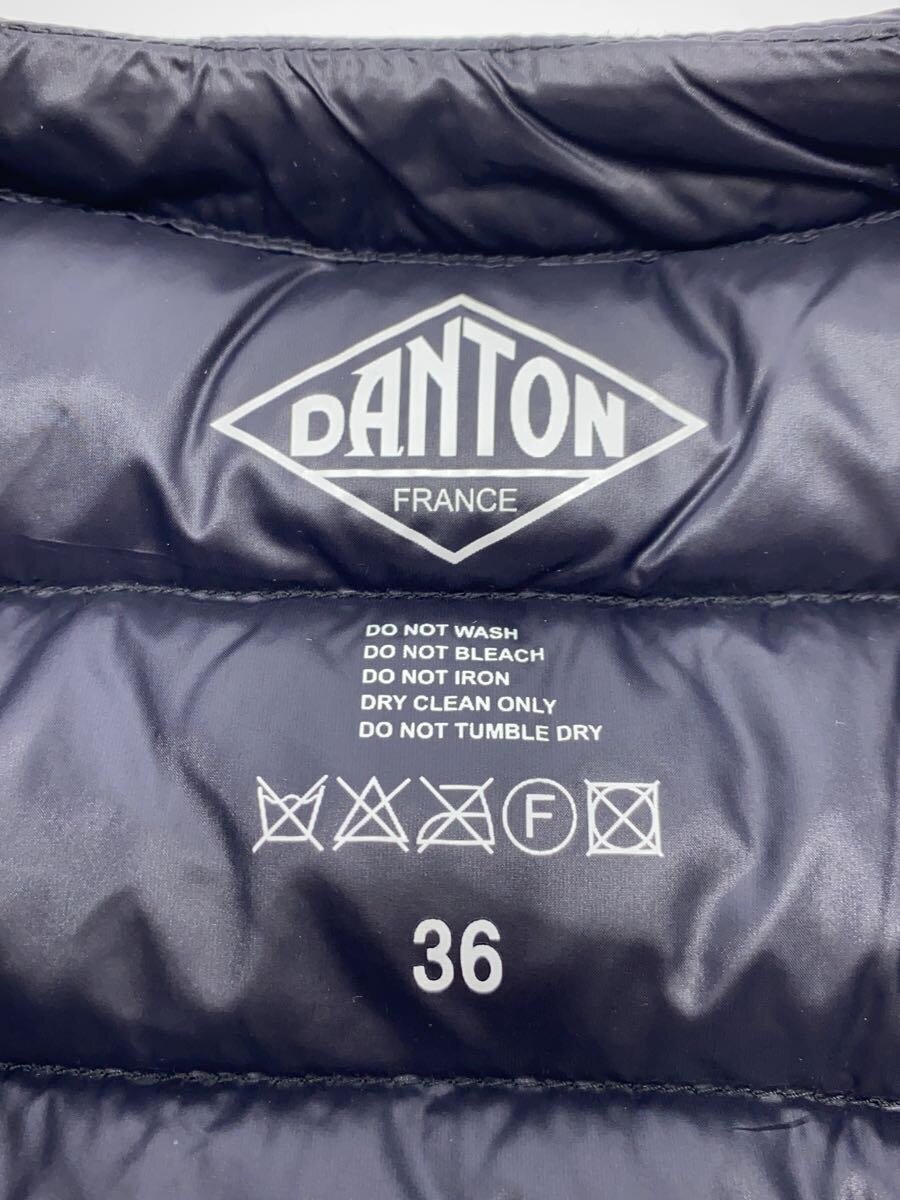 DANTON
FRANCE
DO NOT WASH
DO NOT BLEACH
DO NOT IRON
DRY CLEAN ONLY
DO NOT TUMBLE DRY
F
36